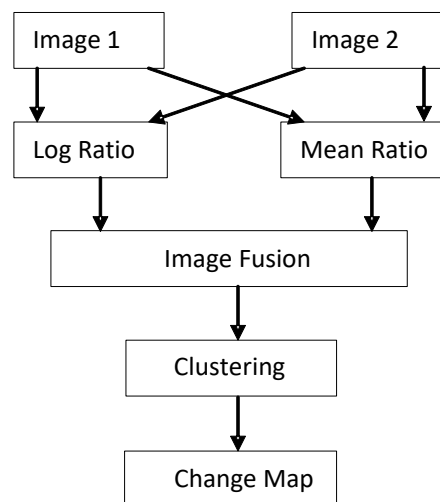 Image 1
Image 2
Log Ratio
Mean Ratio
Image Fusion
Clustering
Change Map